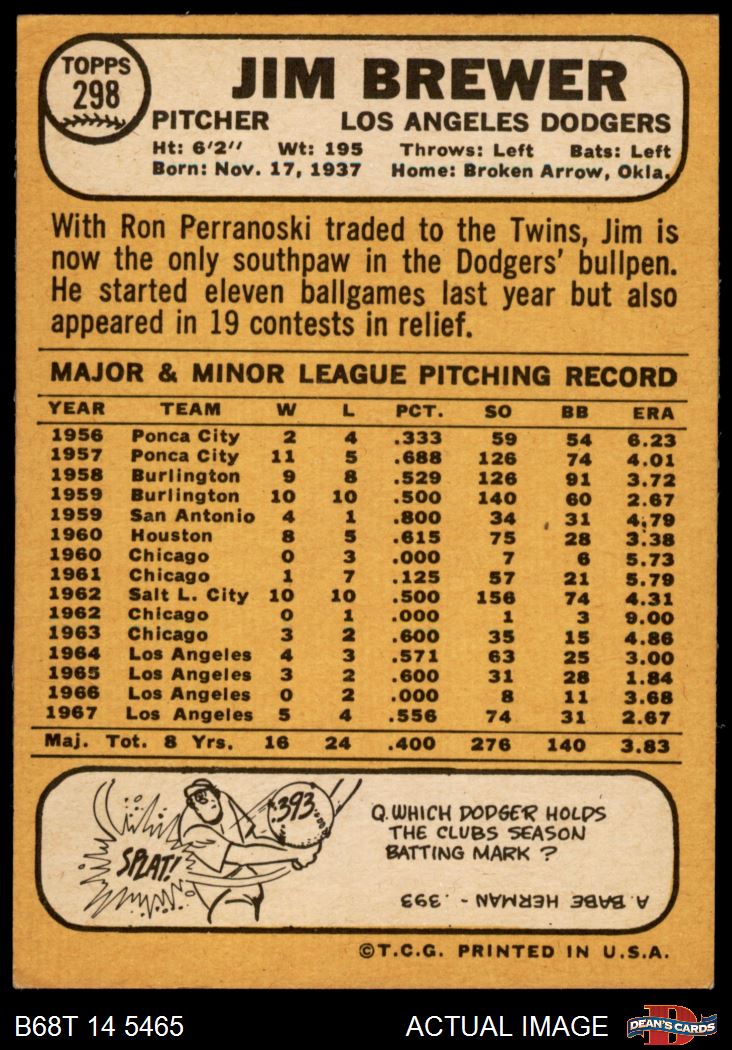 TOPPS
298
JIM BREWER
PITCHER LOS ANGELES DODGERS
Ht: 6'2" Wt: 195 Throws: Left Bats: Left
Born: Nov. 17, 1937 Home: Broken Arrow, Okla.
With Ron Perranoski traded to the Twins, Jim is
now the only southpaw in the Dodgers' bullpen.
He started eleven ballgames last year but also
appeared in 19 contests in relief.
MAJOR & MINOR LEAGUE PITCHING RECORD
YEAR TEAM W L PCT. SO BB ERA
1956 Ponca City 2 4 .333 59 54 6.23
1957 Ponca City 11 5 .688 126 74 4.01
1958 Burlington 9 8 .529 126 91 3.72
1959 Burlington 10 10 .500 140 60 2.67
1959 San Antonio 4 1 .800 34 31 4.79
1960 Houston 8 5 .615 75 28 3.38
1960 Chicago 0 3 .000 7 6 5.73
1961 Chicago 1 7 .125 57 21 5.79
1962 Salt L. City 10 10 .500 156 74 4.31
1962 Chicago 0 1 .000 1 3 9.00
1963 Chicago 3 2 .600 35 15 4.86
1964 Los Angeles 4 3 .571 63 25 3.00
1965 Los Angeles 3 2 .600 31 28 1.84
1966 Los Angeles 0 2 .000 8 11 3.68
1967 Los Angeles 5 4 .556 74 31 2.67
Maj. Tot. 8 Yrs. 16 24 .400 276 140 3.83
.393
SPLAT!
Q. WHICH DODGER HOLDS
THE CLUBS SEASON
BATTING MARK ?
A. BABE HERMAN - .393
©T.C.G. PRINTED IN U.S.A.
B68T 14 5465 ACTUAL IMAGE
D
DEAN'S CARDS